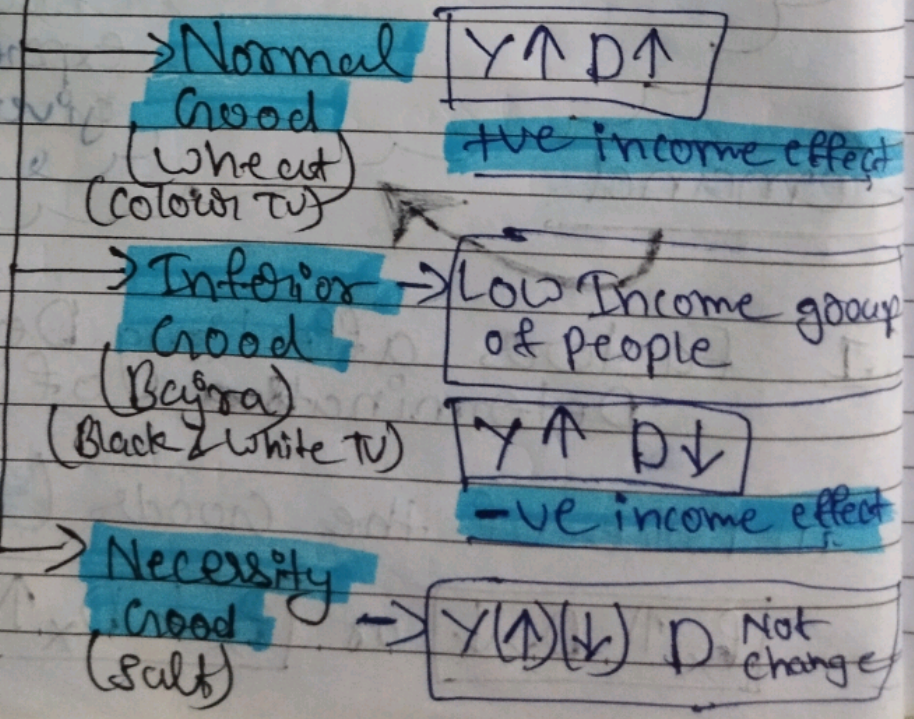 Normal Y↑ D↑
Good
(Wheat) +ve income effect
(Colour TV)
Inferior → Low Income gooup
Good of people
(Bajra)
(Black & White TV) Y↑ D↓
-ve income effect
Necessity
Good → Y(↑)(↓) D Not change
(Salt)